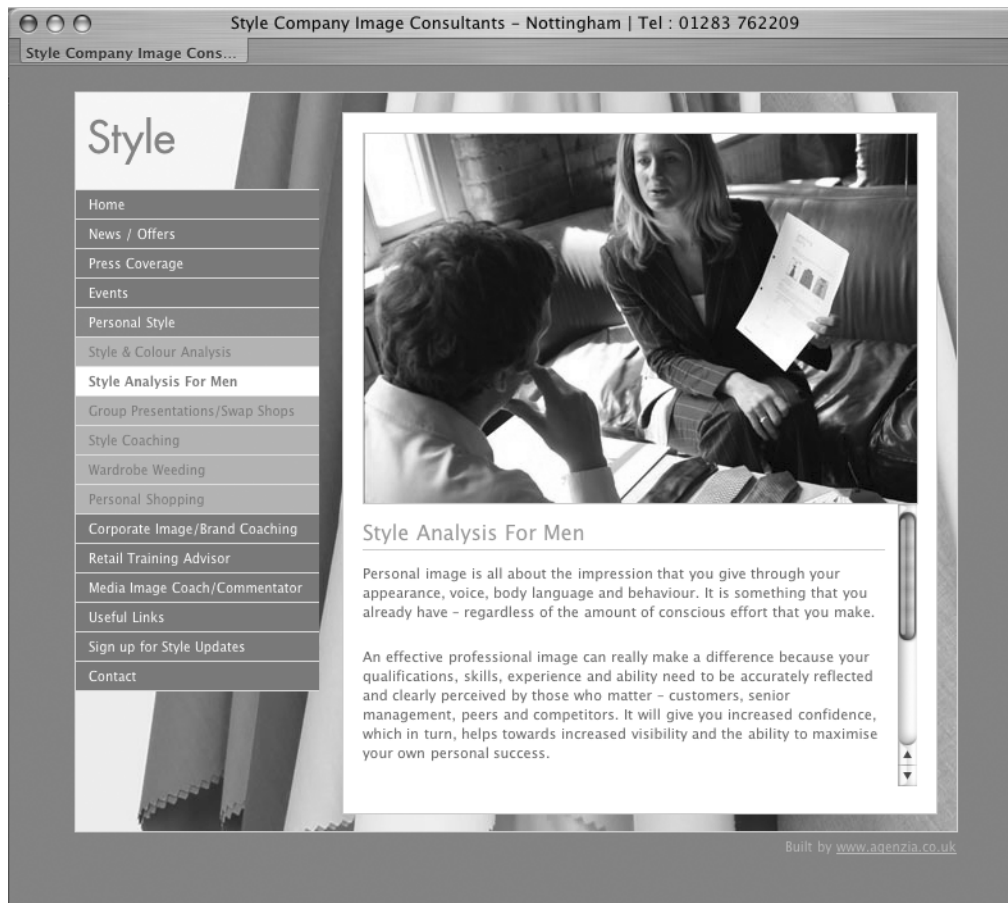 Style Company Image Consultants – Nottingham | Tel : 01283 762209
Style Company Image Cons...
Style
Home
News / Offers
Press Coverage
Events
Personal Style
Style & Colour Analysis
Style Analysis For Men
Group Presentations/Swap Shops
Style Coaching
Wardrobe Weeding
Personal Shopping
Corporate Image/Brand Coaching
Retail Training Advisor
Media Image Coach/Commentator
Useful Links
Sign up for Style Updates
Contact
Style Analysis For Men
Personal image is all about the impression that you give through your
appearance, voice, body language and behaviour. It is something that you
already have – regardless of the amount of conscious effort that you make.
An effective professional image can really make a difference because your
qualifications, skills, experience and ability need to be accurately reflected
and clearly perceived by those who matter – customers, senior
management, peers and competitors. It will give you increased confidence,
which in turn, helps towards increased visibility and the ability to maximise
your own personal success.
Built by www.agenzia.co.uk